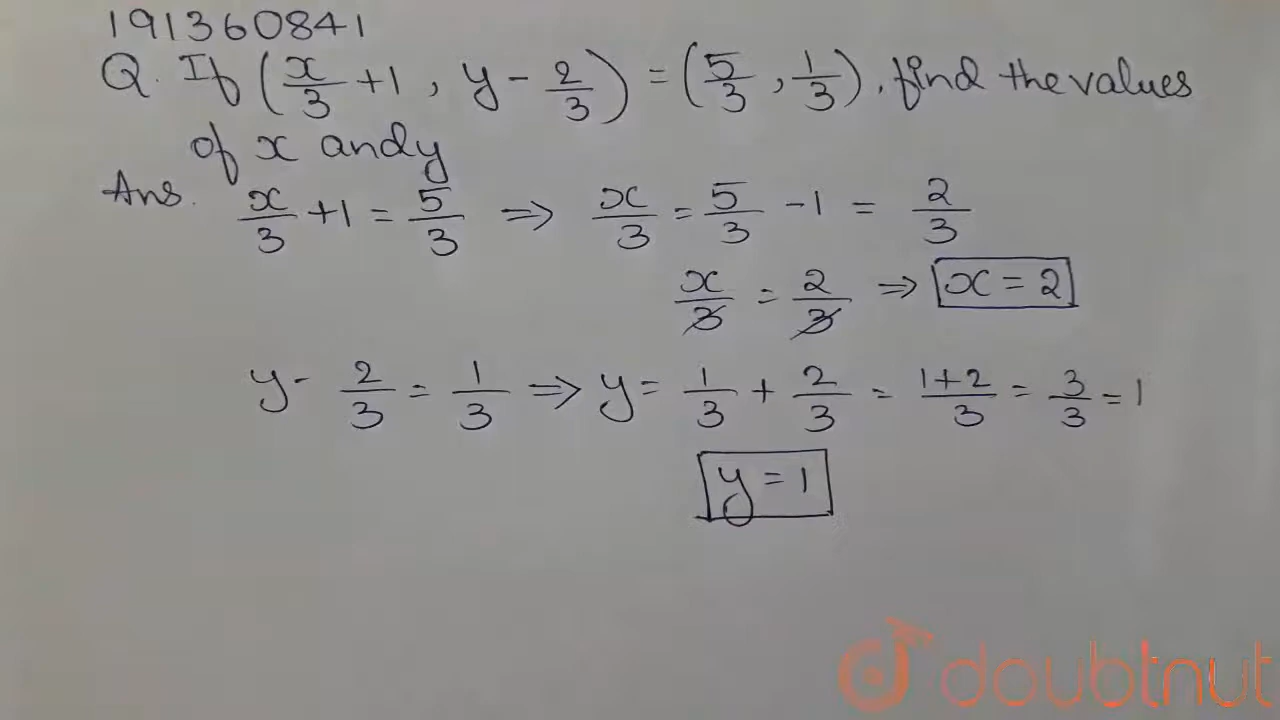 191360841
Q. If (x/3 + 1, y - 2/3) = (5/3, 1/3), find the values
of x and y
Ans. x/3 + 1 = 5/3 ⇒ x/3 = 5/3 - 1 = 2/3
x/3 = 2/3 ⇒ x = 2
y - 2/3 = 1/3 ⇒ y = 1/3 + 2/3 = 1+2/3 = 3/3 = 1
y = 1
doubtnut